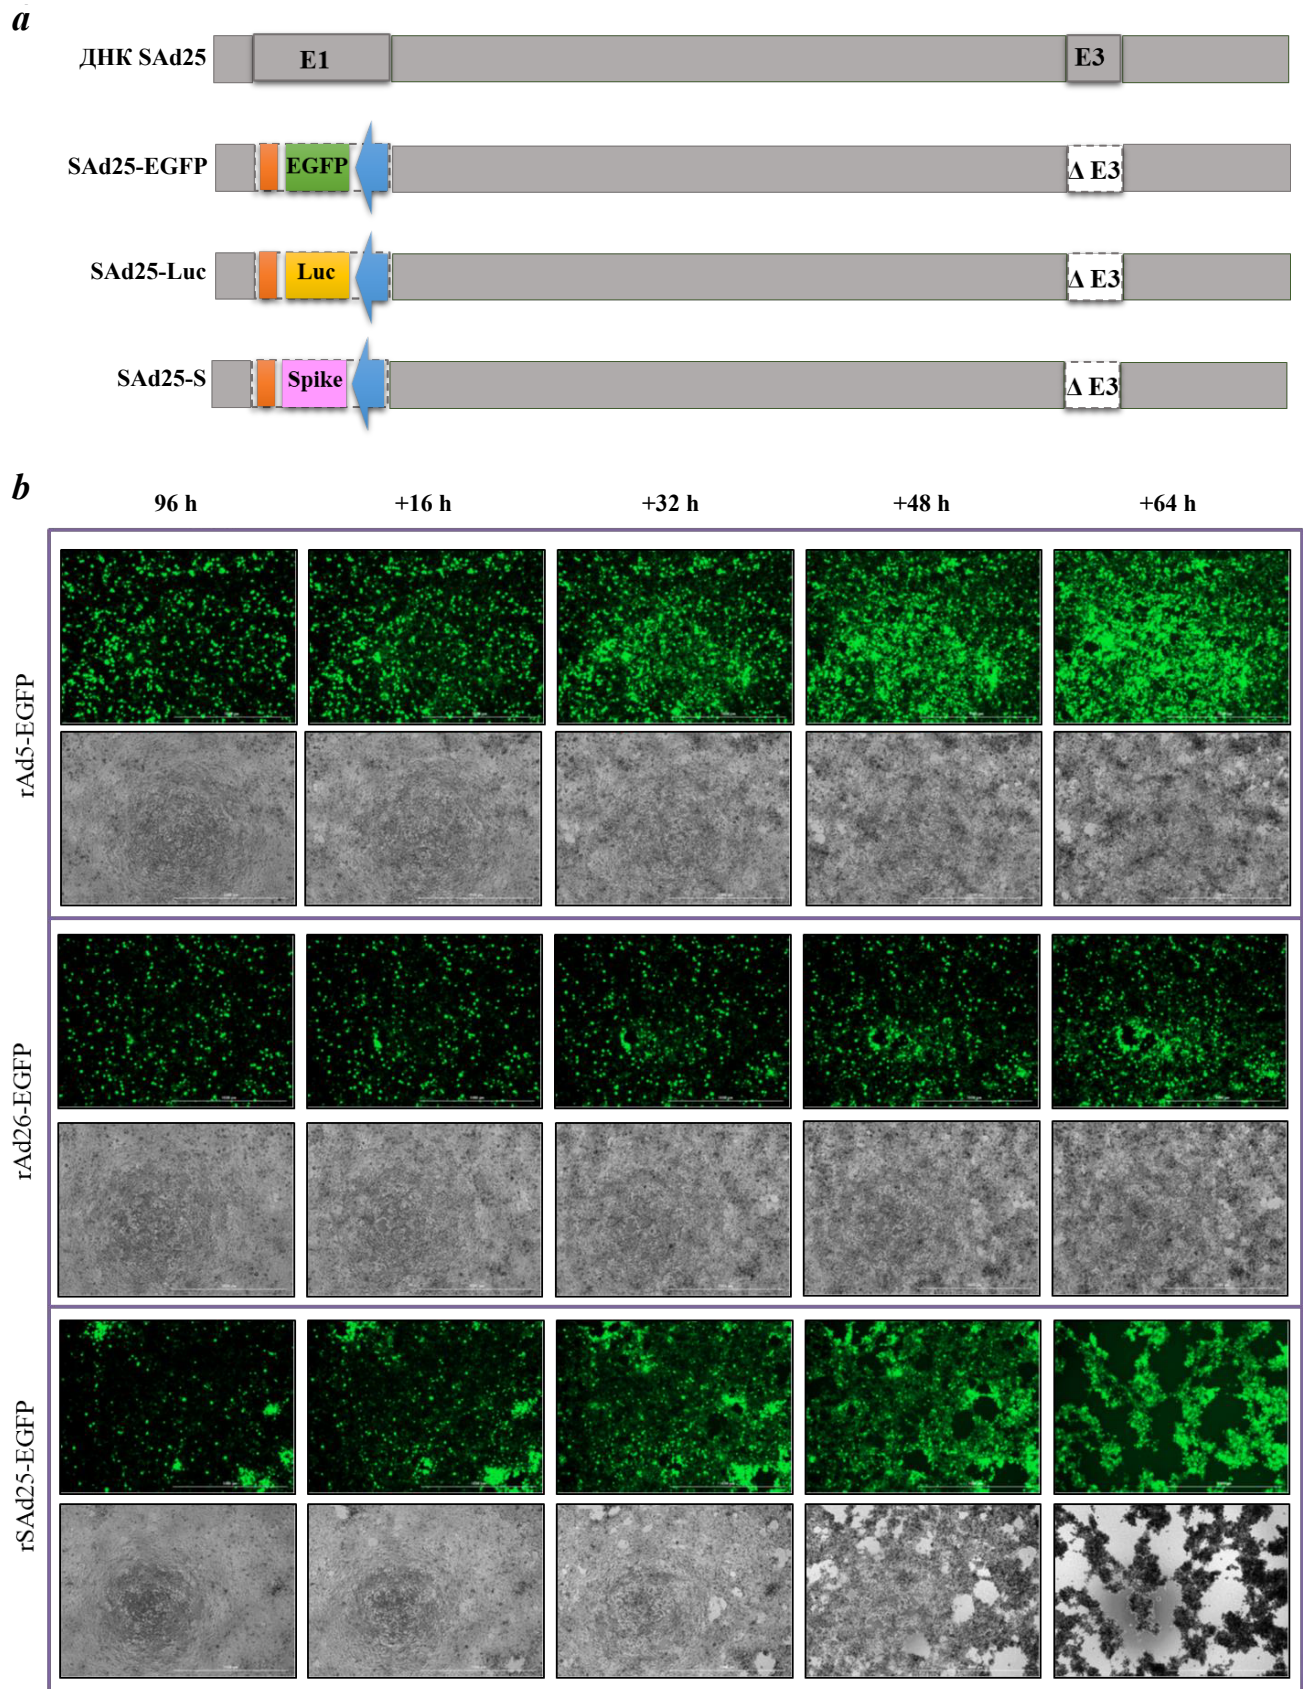 a
ДНК SAd25
E1
E3
SAd25-EGFP
EGFP
Δ E3
SAd25-Luc
Luc
Δ E3
SAd25-S
Spike
Δ E3
b
96 h
+16 h
+32 h
+48 h
+64 h
rAd5-EGFP
rAd26-EGFP
rSAd25-EGFP